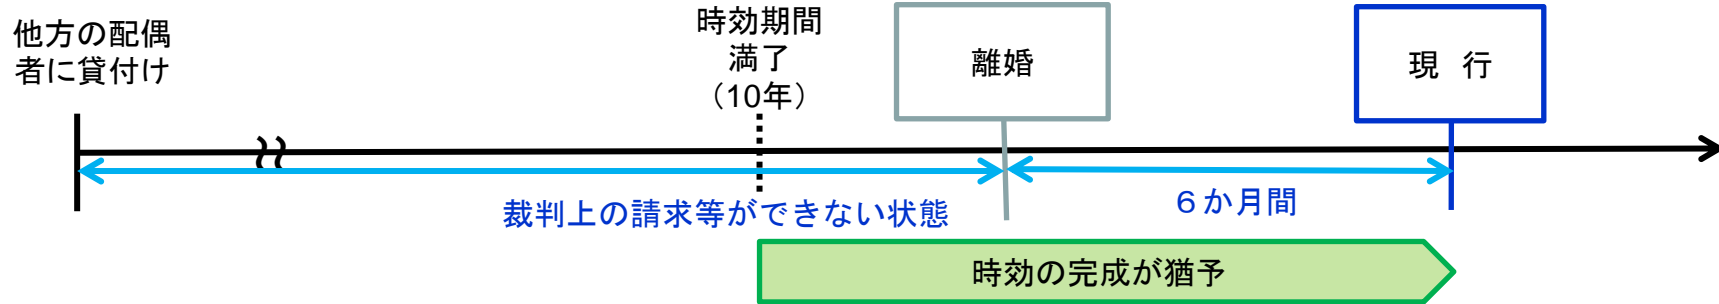 他方の配偶
者に貸付け
時効期間
満了
（10年）
離婚
現　行
裁判上の請求等ができない状態
６か月間
時効の完成が猶予